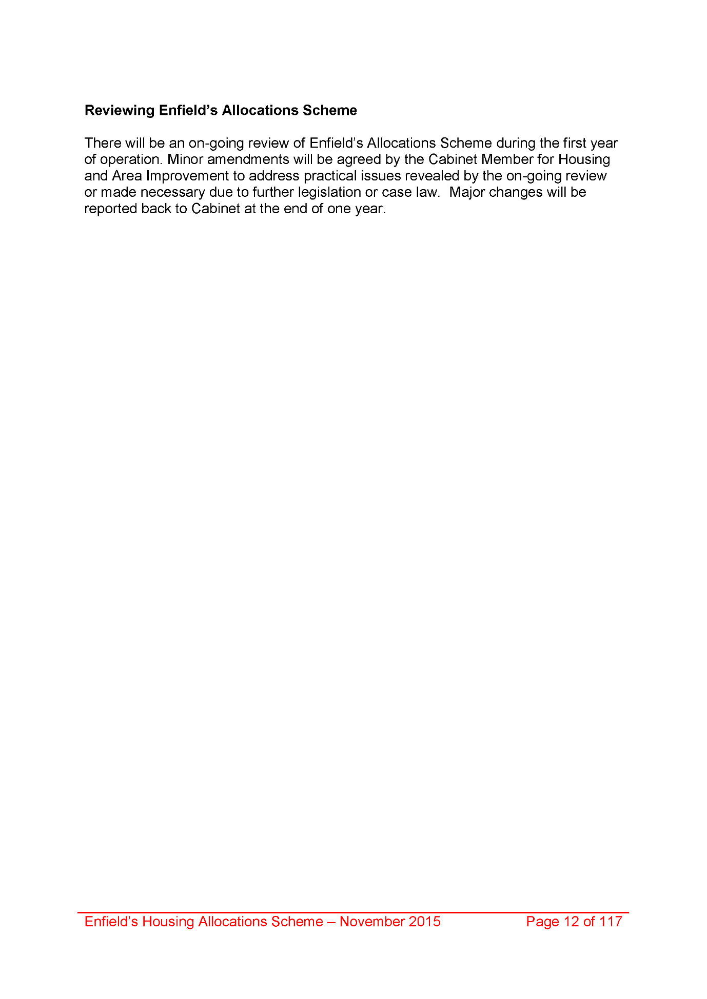 Reviewing Enfield’s Allocations Scheme
There will be an on-going review of Enfield’s Allocations Scheme during the first year
of operation. Minor amendments will be agreed by the Cabinet Member for Housing
and Area Improvement to address practical issues revealed by the on-going review
or made necessary due to further legislation or case law.  Major changes will be
reported back to Cabinet at the end of one year.
Enfield’s Housing Allocations Scheme – November 2015 Page 12 of 117